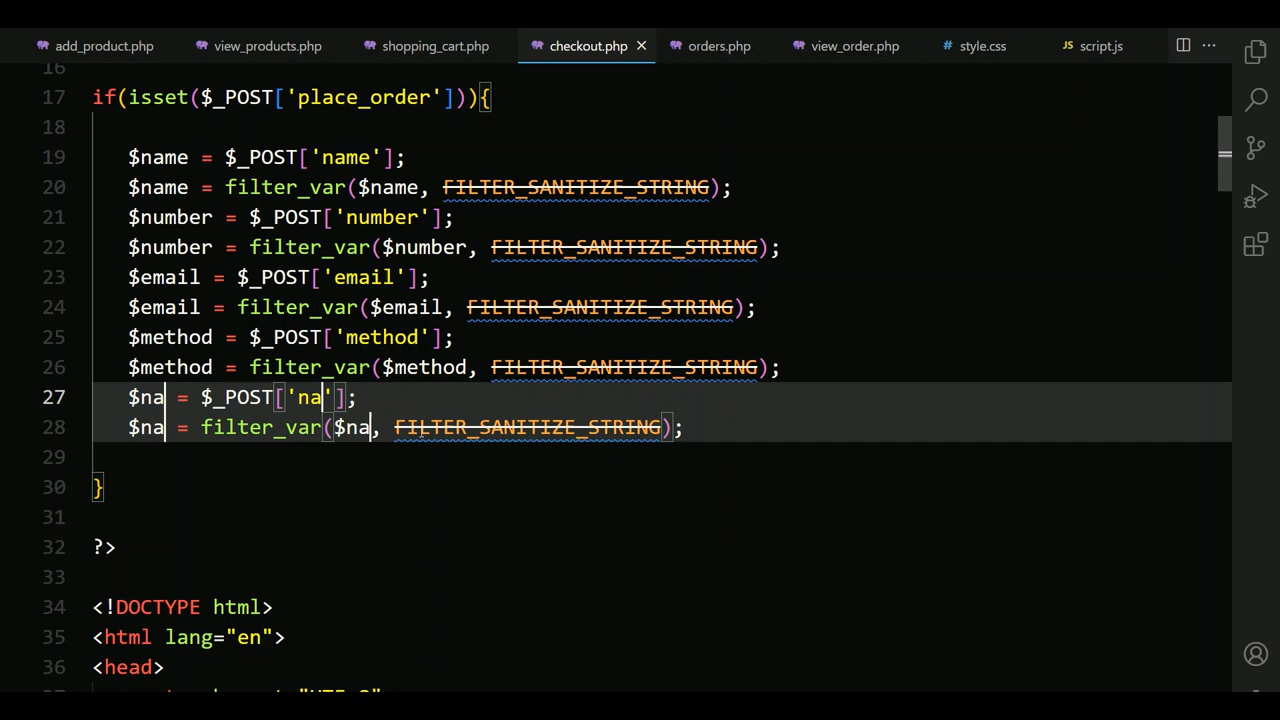 add_product.php view_products.php shopping_cart.php checkout.php orders.php view_order.php # style.css JS script.js
16
17 if(isset($_POST['place_order'])){
18
19 $name = $_POST['name'];
20 $name = filter_var($name, FILTER_SANITIZE_STRING);
21 $number = $_POST['number'];
22 $number = filter_var($number, FILTER_SANITIZE_STRING);
23 $email = $_POST['email'];
24 $email = filter_var($email, FILTER_SANITIZE_STRING);
25 $method = $_POST['method'];
26 $method = filter_var($method, FILTER_SANITIZE_STRING);
27 $na = $_POST['na'];
28 $na = filter_var($na, FILTER_SANITIZE_STRING);
29
30 }
31
32 ?>
33
34 <!DOCTYPE html>
35 <html lang="en">
36 <head>